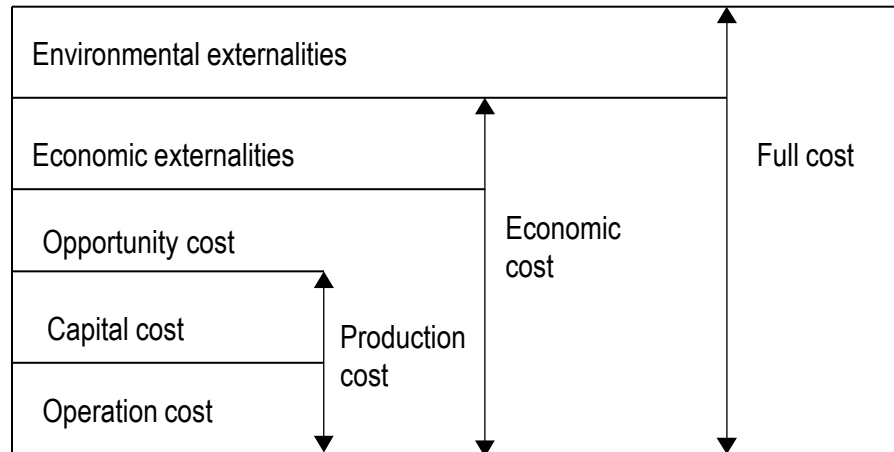 Environmental externalities
Economic externalities
Full cost
Opportunity cost
Economic
cost
Capital cost
Production
cost
Operation cost